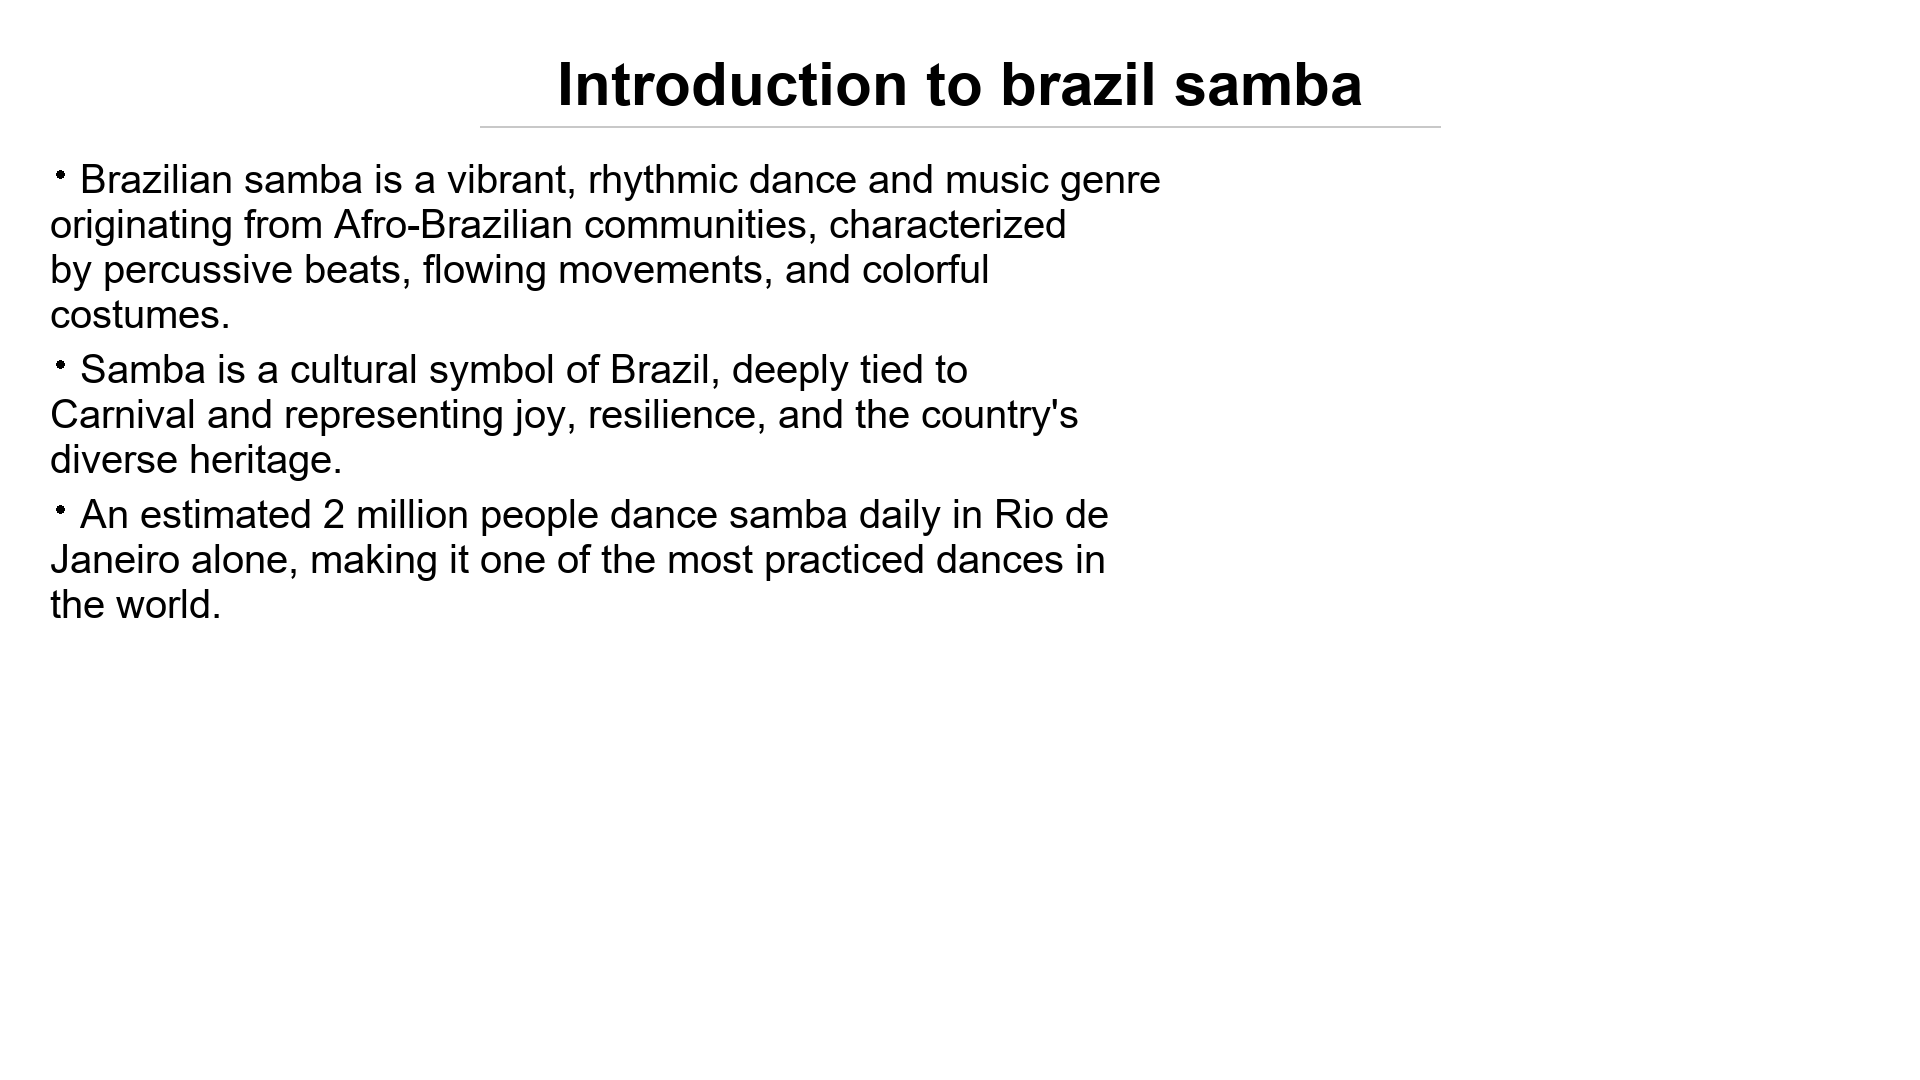 Introduction to brazil samba
• Brazilian samba is a vibrant, rhythmic dance and music genre
originating from Afro-Brazilian communities, characterized
by percussive beats, flowing movements, and colorful
costumes.
• Samba is a cultural symbol of Brazil, deeply tied to
Carnival and representing joy, resilience, and the country's
diverse heritage.
• An estimated 2 million people dance samba daily in Rio de
Janeiro alone, making it one of the most practiced dances in
the world.